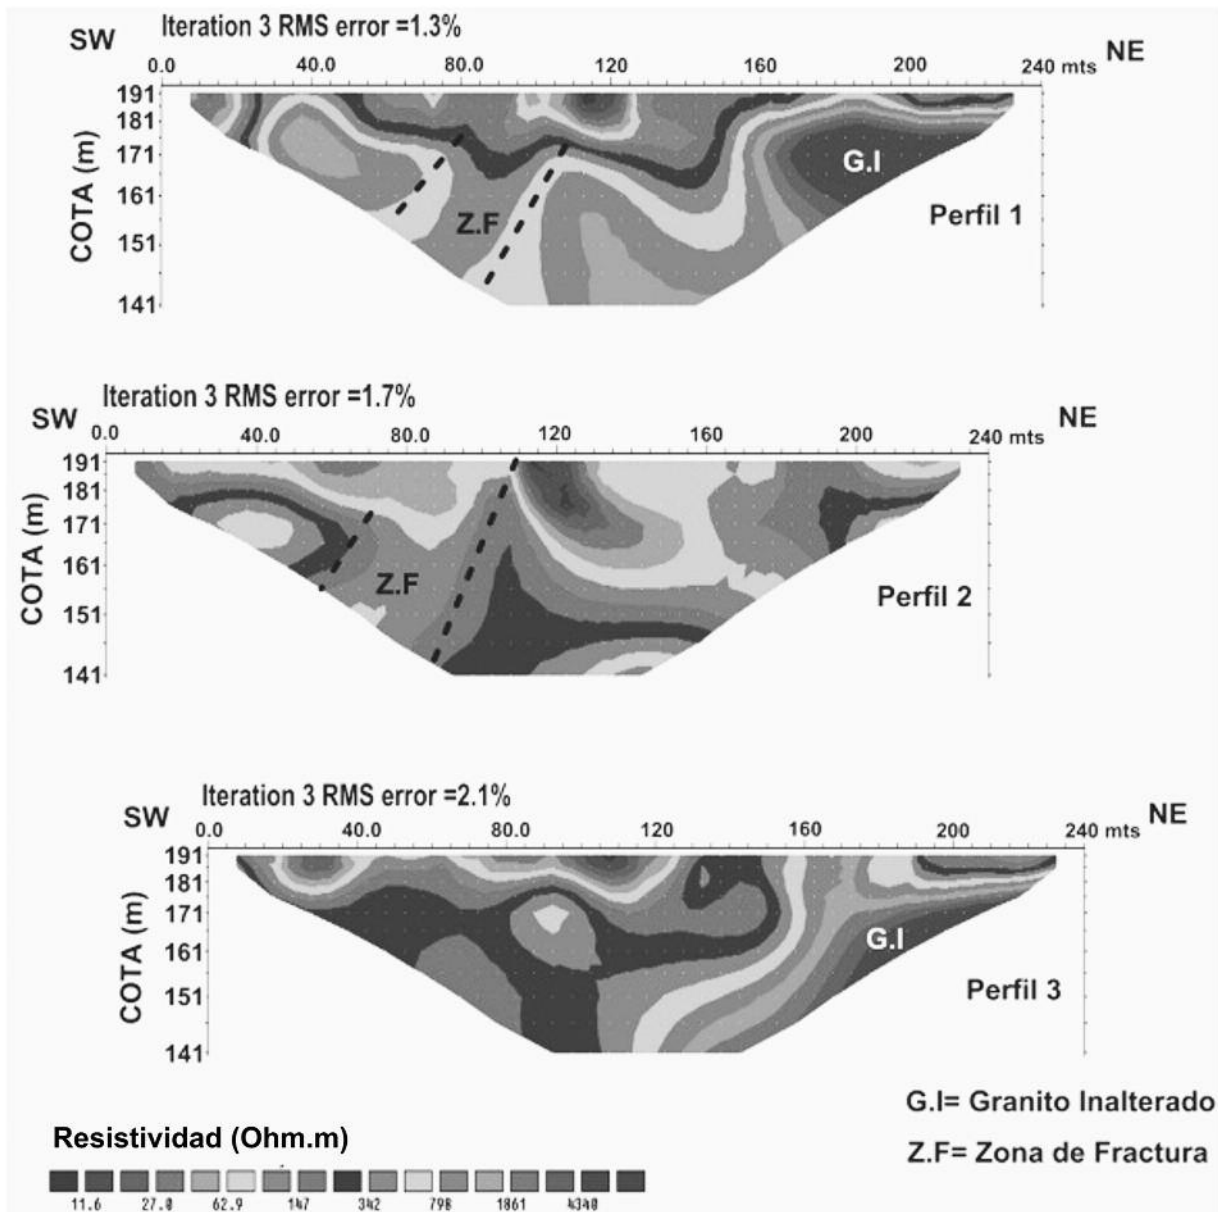 Iteration 3 RMS error =1.3%
SW NE
0.0 40.0 80.0 120 160 200 240 mts
191
181
171
161
151
141
COTA (m)
G.I
Z.F
Perfil 1
Iteration 3 RMS error =1.7%
SW NE
0.0 40.0 80.0 120 160 200 240 mts
191
181
171
161
151
141
COTA (m)
Z.F
Perfil 2
Iteration 3 RMS error =2.1%
SW NE
0.0 40.0 80.0 120 160 200 240 mts
191
181
171
161
151
141
COTA (m)
G.I
Perfil 3
G.I= Granito Inalterado
Z.F= Zona de Fractura
Resistividad (Ohm.m)
11.6 27.0 62.9 147 342 798 1861 4340